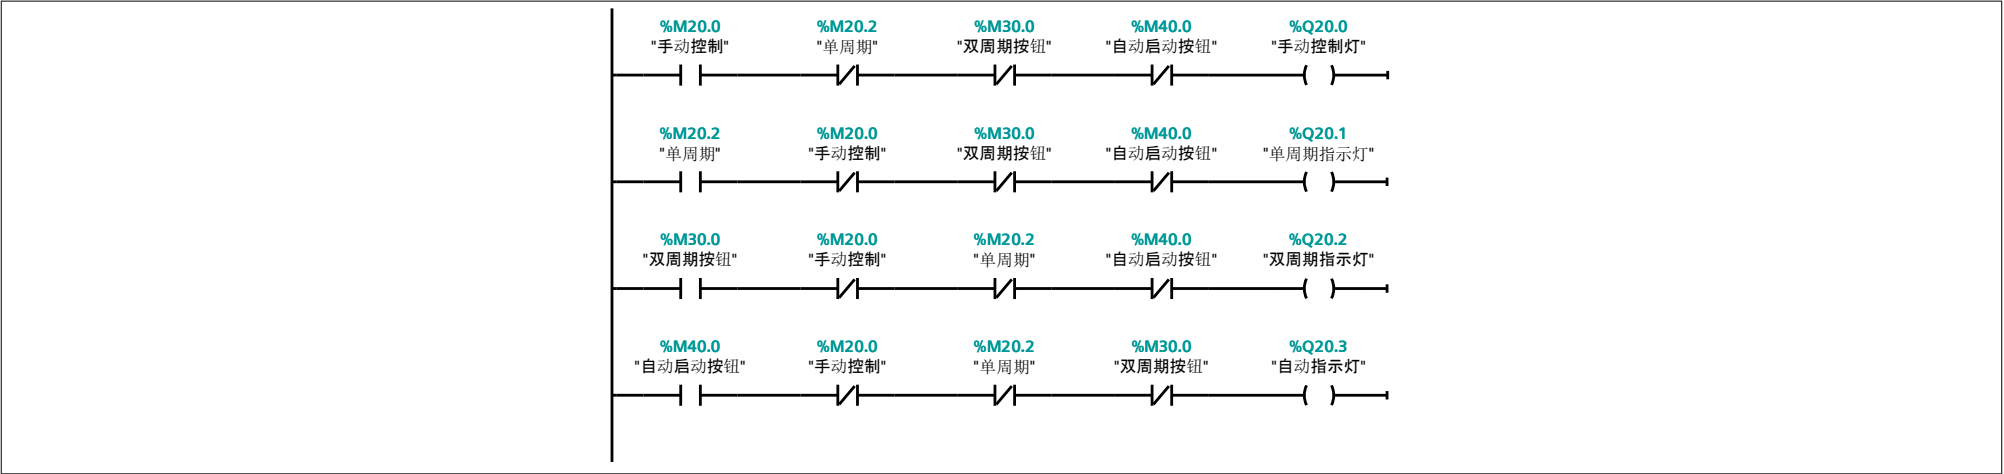 %M20.0 %M20.2 %M30.0 %M40.0 %Q20.0
"手动控制" "单周期" "双周期按钮" "自动启动按钮" "手动控制灯"
%M20.2 %M20.0 %M30.0 %M40.0 %Q20.1
"单周期" "手动控制" "双周期按钮" "自动启动按钮" "单周期指示灯"
%M30.0 %M20.0 %M20.2 %M40.0 %Q20.2
"双周期按钮" "手动控制" "单周期" "自动启动按钮" "双周期指示灯"
%M40.0 %M20.0 %M20.2 %M30.0 %Q20.3
"自动启动按钮" "手动控制" "单周期" "双周期按钮" "自动指示灯"